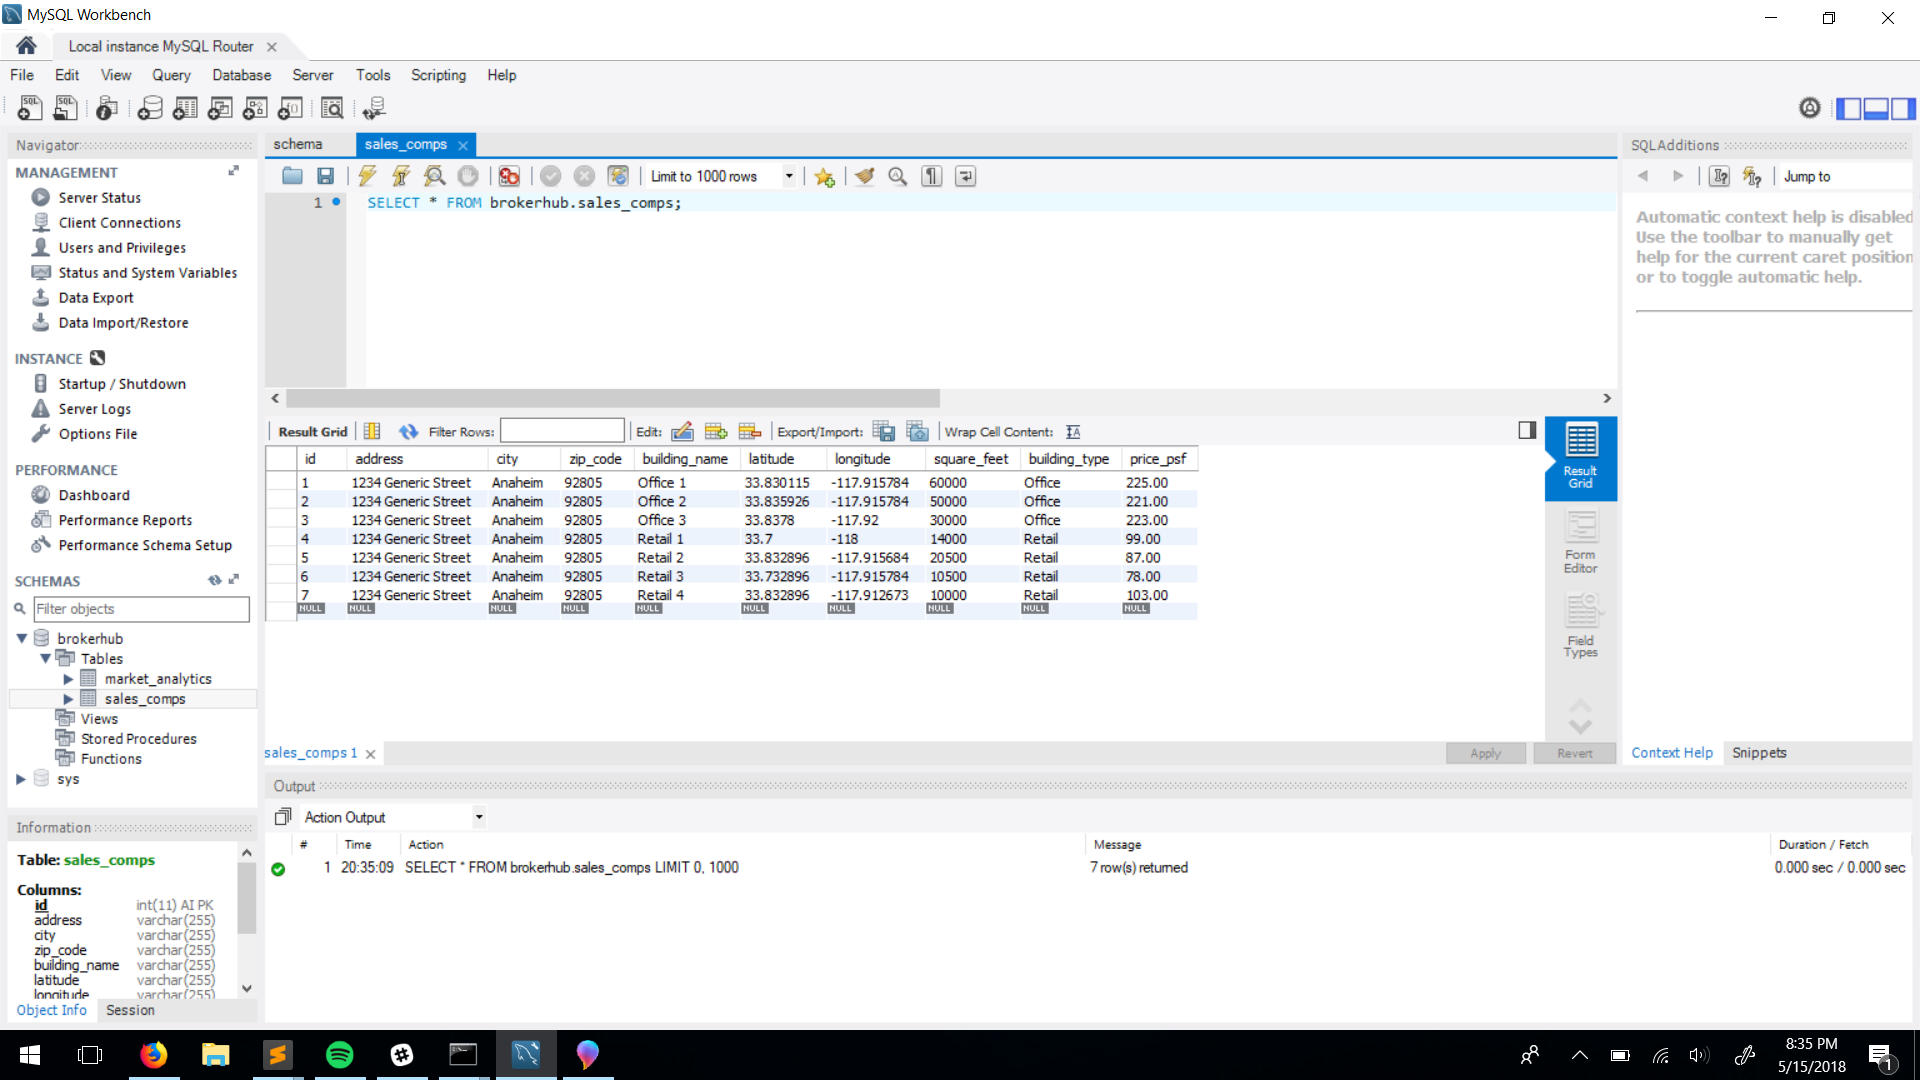 MySQL Workbench
Local instance MySQL Router
File Edit View Query Database Server Tools Scripting Help
Navigator
MANAGEMENT
Server Status
Client Connections
Users and Privileges
Status and System Variables
Data Export
Data Import/Restore
INSTANCE
Startup / Shutdown
Server Logs
Options File
PERFORMANCE
Dashboard
Performance Reports
Performance Schema Setup
SCHEMAS
Filter objects
brokerhub
Tables
market_analytics
sales_comps
Views
Stored Procedures
Functions
sys
Information
Table: sales_comps
Columns:
id int(11) AI PK
address varchar(255)
city varchar(255)
zip_code varchar(255)
building_name varchar(255)
latitude varchar(255)
longitude varchar(255)
Object Info Session
schema sales_comps
Limit to 1000 rows
1 SELECT * FROM brokerhub.sales_comps;
Result Grid Filter Rows: Edit: Export/Import: Wrap Cell Content:
id address city zip_code building_name latitude longitude square_feet building_type price_psf
1 1234 Generic Street Anaheim 92805 Office 1 33.830115 -117.915784 60000 Office 225.00
2 1234 Generic Street Anaheim 92805 Office 2 33.835926 -117.915784 50000 Office 221.00
3 1234 Generic Street Anaheim 92805 Office 3 33.8378 -117.92 30000 Office 223.00
4 1234 Generic Street Anaheim 92805 Retail 1 33.7 -118 14000 Retail 99.00
5 1234 Generic Street Anaheim 92805 Retail 2 33.832896 -117.915684 20500 Retail 87.00
6 1234 Generic Street Anaheim 92805 Retail 3 33.732896 -117.915784 10500 Retail 78.00
7 1234 Generic Street Anaheim 92805 Retail 4 33.832896 -117.912673 10000 Retail 103.00
NULL NULL NULL NULL NULL NULL NULL NULL NULL NULL
Result
Grid
Form
Editor
Field
Types
sales_comps 1
Apply Revert
SQLAdditions
Jump to
Automatic context help is disabled
Use the toolbar to manually get
help for the current caret position
or to toggle automatic help.
Context Help Snippets
Output
Action Output
# Time Action Message Duration / Fetch
1 20:35:09 SELECT * FROM brokerhub.sales_comps LIMIT 0, 1000 7 row(s) returned 0.000 sec / 0.000 sec
8:35 PM
5/15/2018
1